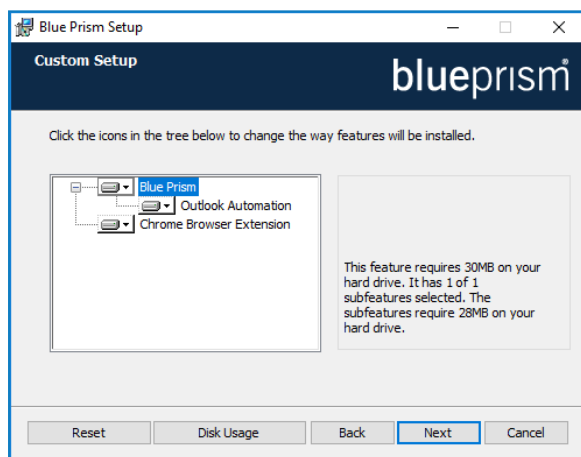 Blue Prism Setup
Custom Setup
blueprism
Click the icons in the tree below to change the way features will be installed.
Blue Prism
Outlook Automation
Chrome Browser Extension
This feature requires 30MB on your
hard drive. It has 1 of 1
subfeatures selected. The
subfeatures require 28MB on your
hard drive.
Reset
Disk Usage
Back
Next
Cancel